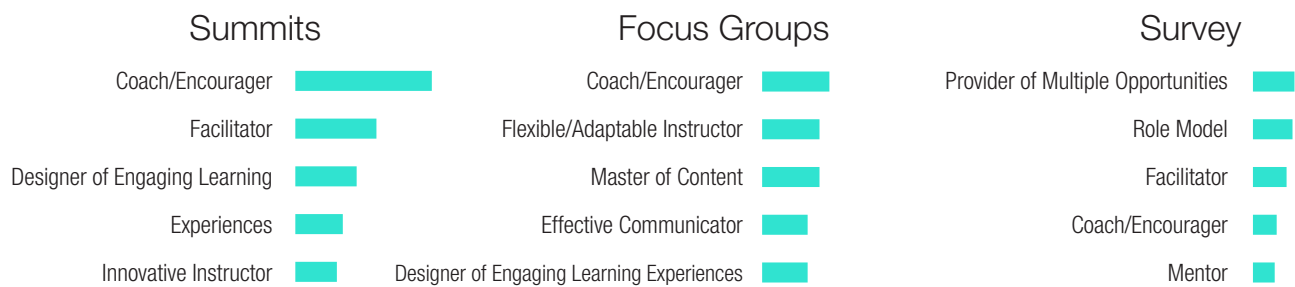 Summits
Coach/Encourager
Facilitator
Designer of Engaging Learning
Experiences
Innovative Instructor
Focus Groups
Coach/Encourager
Flexible/Adaptable Instructor
Master of Content
Effective Communicator
Designer of Engaging Learning Experiences
Survey
Provider of Multiple Opportunities
Role Model
Facilitator
Coach/Encourager
Mentor